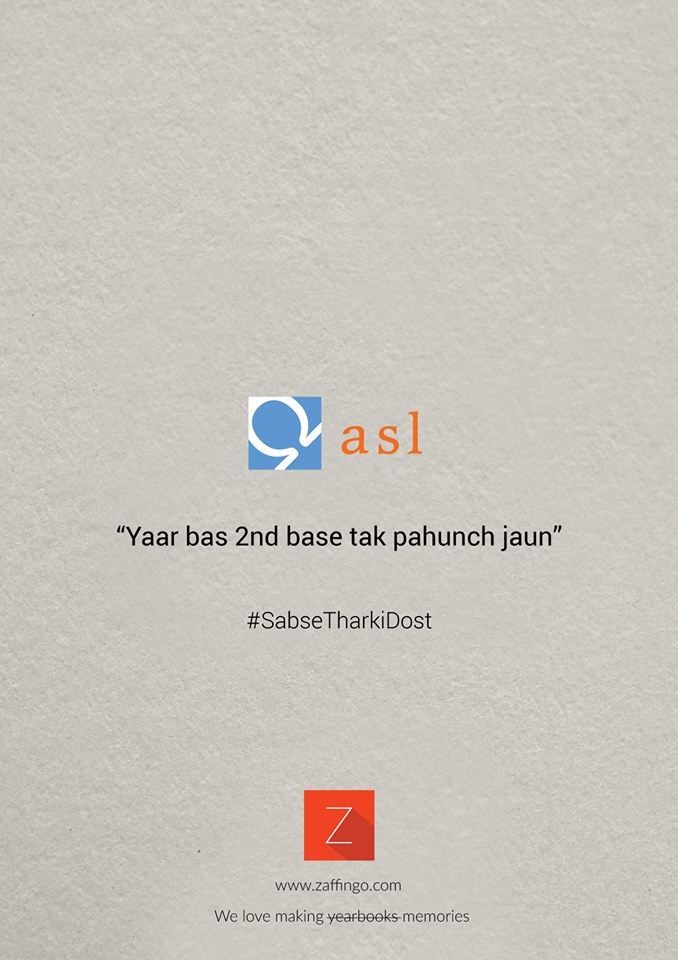 asl
“Yaar bas 2nd base tak pahunch jaun”
#SabseTharkiDost
Z
www.zaffingo.com
We love making yearbooks memories